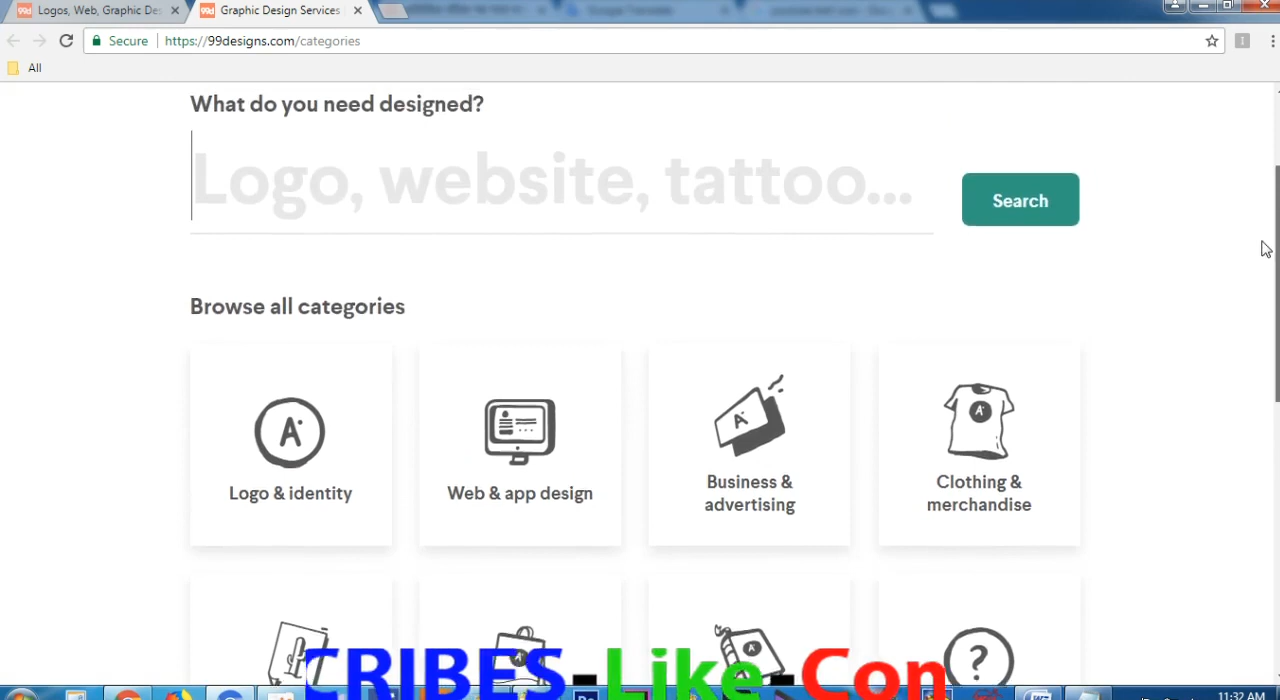 Logos, Web, Graphic Des
Graphic Design Services
Secure
https://99designs.com/categories
All
What do you need designed?
Logo, website, tattoo...
Search
Browse all categories
Logo & identity
Web & app design
Business &
advertising
Clothing &
merchandise
CRIBES-Like-Con
11:32 AM